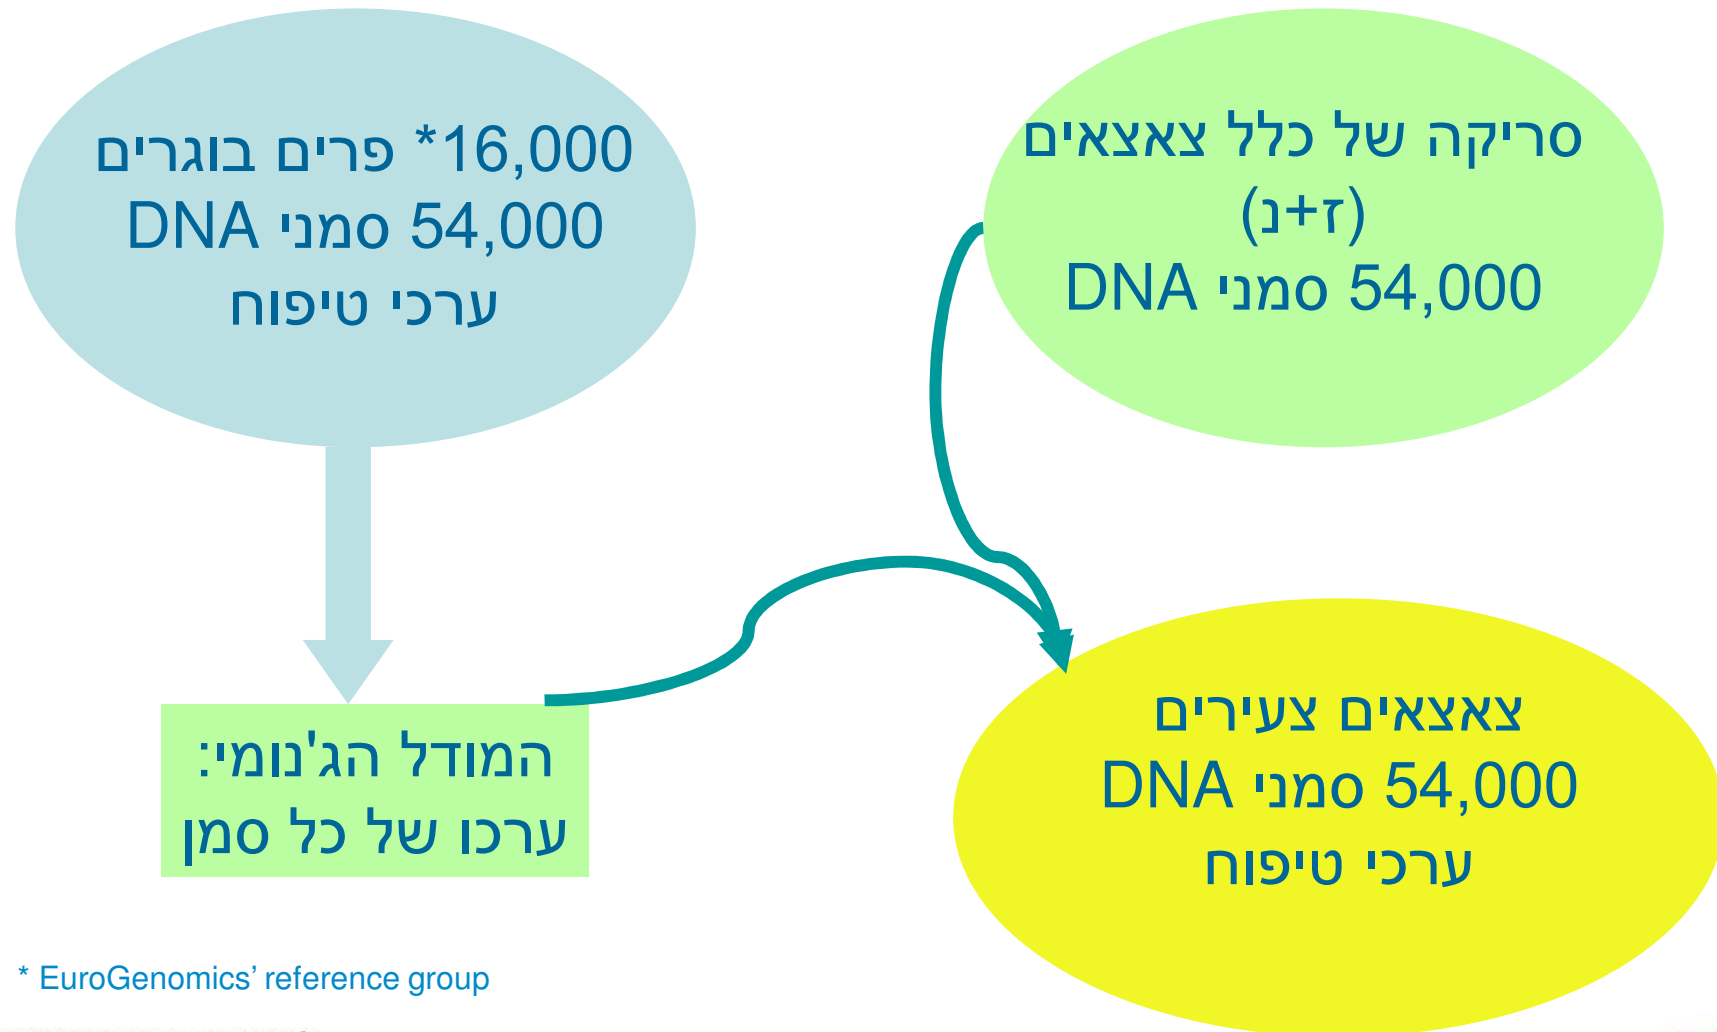 16,000* פרים בוגרים
54,000 סמני DNA
ערכי טיפוח
סריקה של כלל צאצאים
(ז+נ)
54,000 סמני DNA
המודל הג'נומי:
ערכו של כל סמן
צאצאים צעירים
54,000 סמני DNA
ערכי טיפוח
* EuroGenomics’ reference group